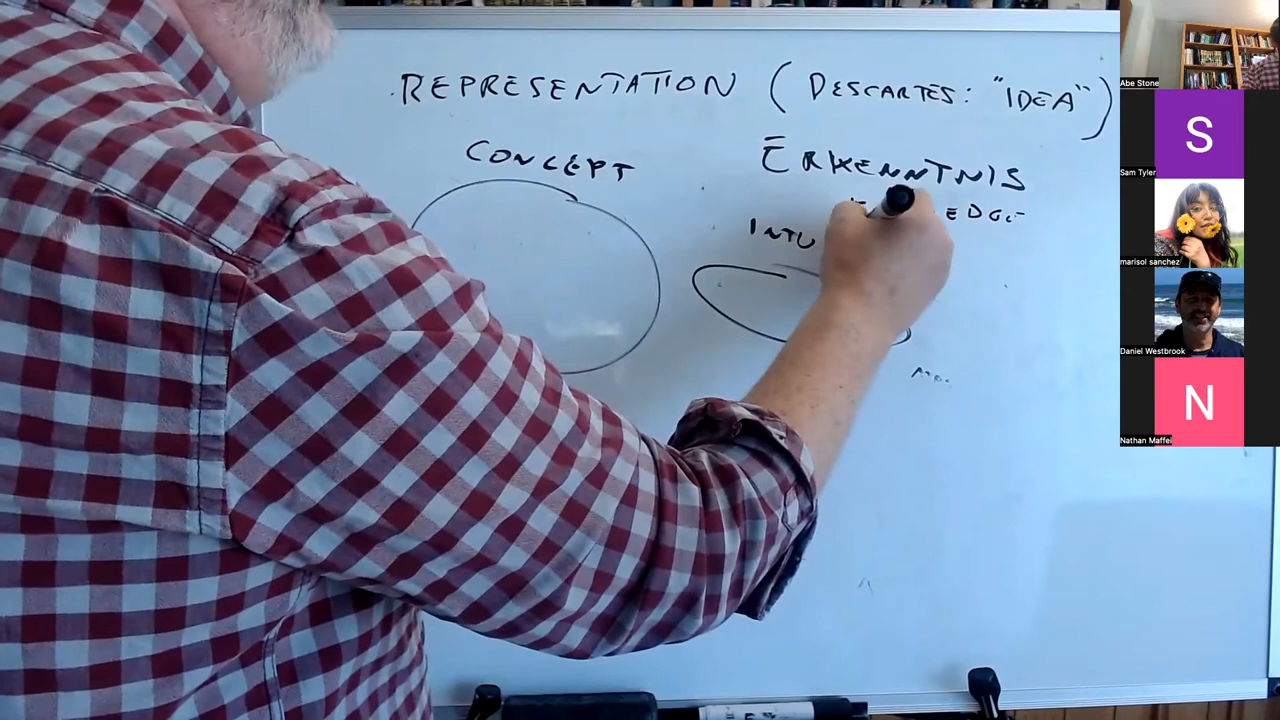 REPRESENTATION (DESCARTES: "IDEA")
CONCEPT
ERKENNTNIS
Abe Stone
S
Sam Tyler
marisol sanchez
Daniel Westbrook
N
Nathan Maffei